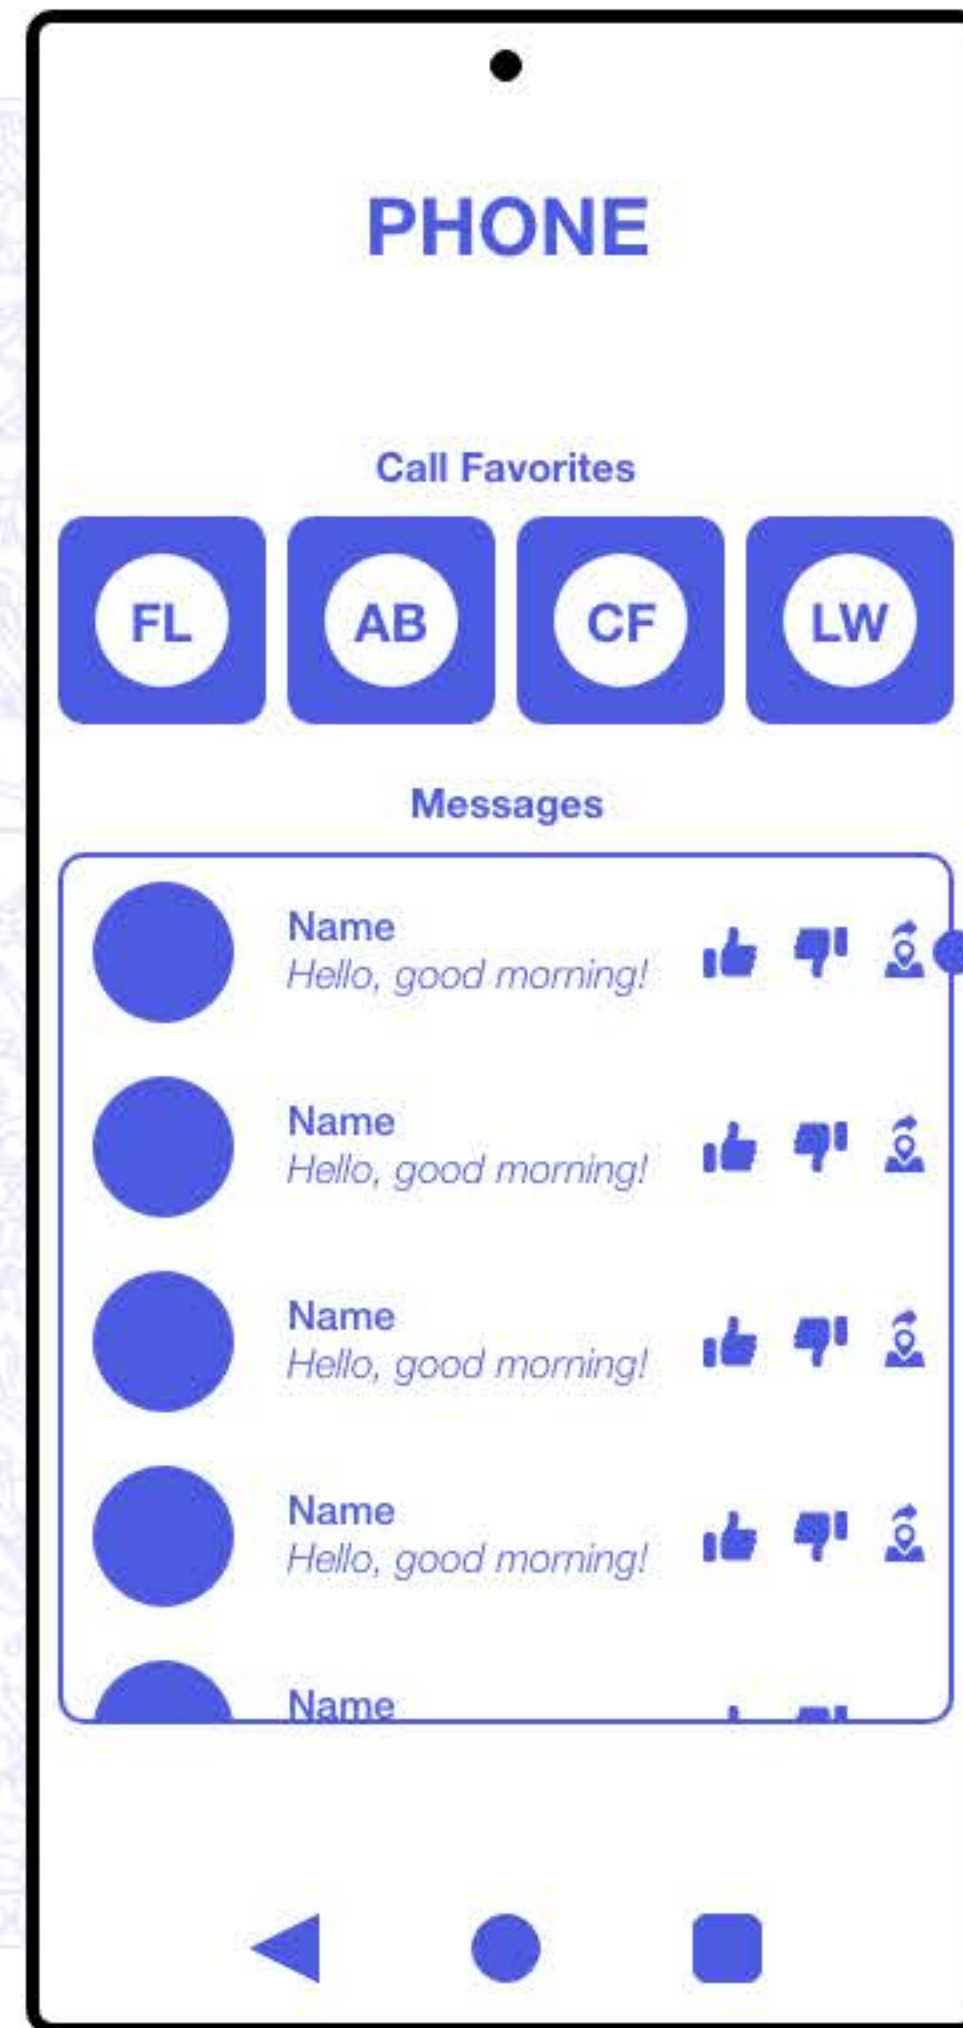 PHONE
Call Favorites
FL AB CF LW
Messages
Name
Hello, good morning!
Name
Hello, good morning!
Name
Hello, good morning!
Name
Hello, good morning!
Name